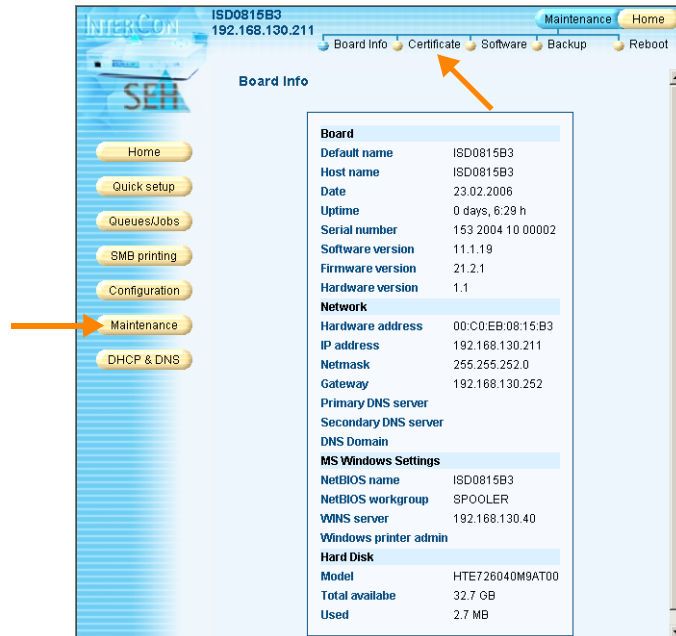 INTERCON
SEH
ISD0815B3
192.168.130.211
Maintenance Home
Board Info Certificate Software Backup Reboot
Board Info
Home
Quick setup
Queues/Jobs
SMB printing
Configuration
Maintenance
DHCP & DNS
Board
Default name ISD0815B3
Host name ISD0815B3
Date 23.02.2006
Uptime 0 days, 6:29 h
Serial number 153 2004 10 00002
Software version 11.1.19
Firmware version 21.2.1
Hardware version 1.1
Network
Hardware address 00:C0:EB:08:15:B3
IP address 192.168.130.211
Netmask 255.255.252.0
Gateway 192.168.130.252
Primary DNS server
Secondary DNS server
DNS Domain
MS Windows Settings
NetBIOS name ISD0815B3
NetBIOS workgroup SPOOLER
WINS server 192.168.130.40
Windows printer admin
Hard Disk
Model HTE726040M9AT00
Total availabe 32.7 GB
Used 2.7 MB